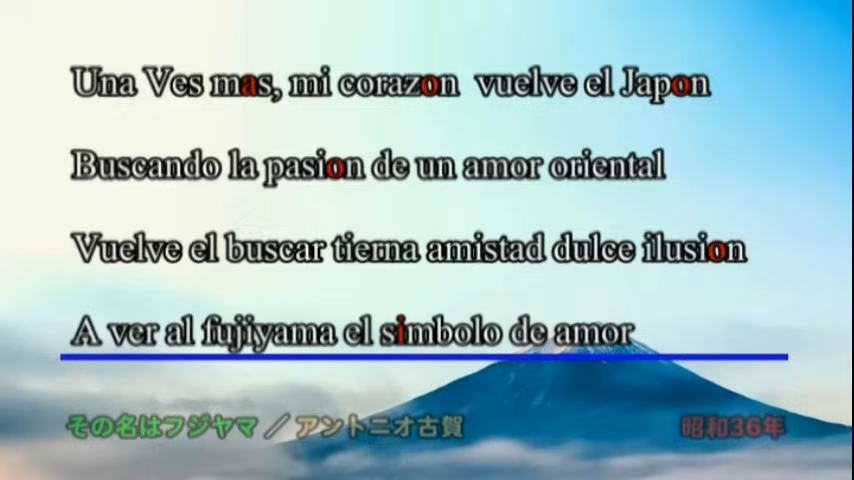 Una Ves mas, mi corazon vuelve el Japon
Buscando la pasion de un amor oriental
Vuelve el buscar tierna amistad dulce ilusion
A ver al fujiyama el simbolo de amor
その名はフジヤマ ／ アントニオ古賀 昭和36年